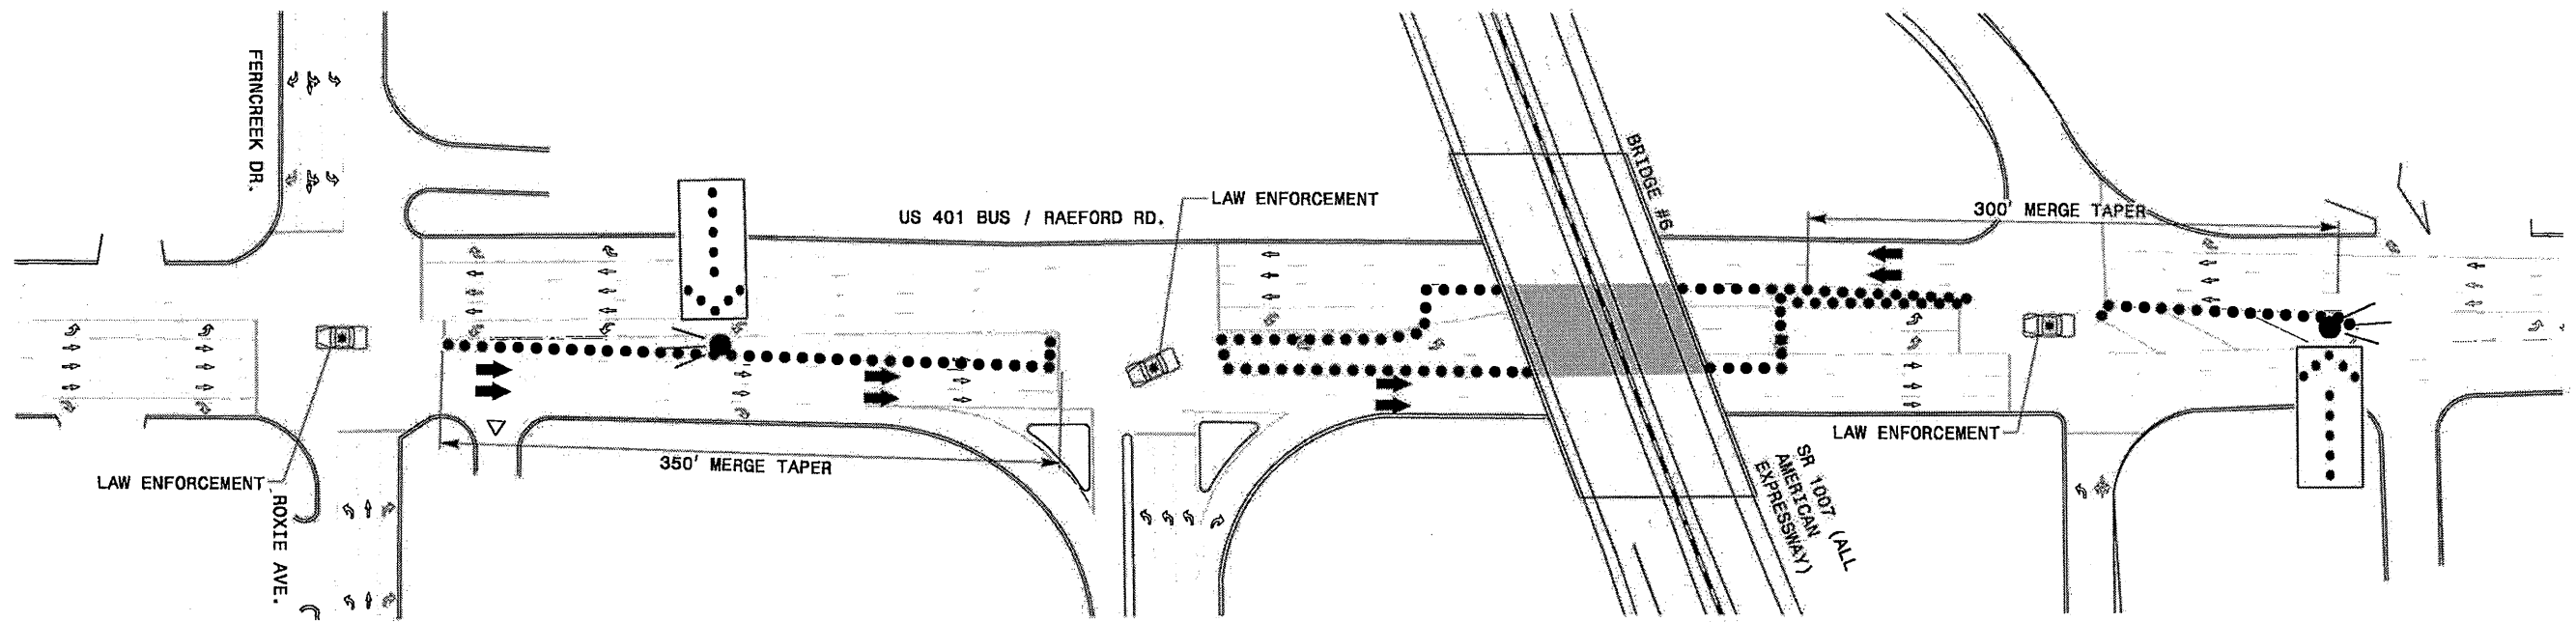 FERNCREEK DR.
LAW ENFORCEMENT
US 401 BUS / RAEFORD RD.
BRIDGE #6
300' MERGE TAPER
350' MERGE TAPER
LAW ENFORCEMENT
LAW ENFORCEMENT
ROXIE AVE.
SR 1007 (ALL
AMERICAN
EXPRESSWAY)